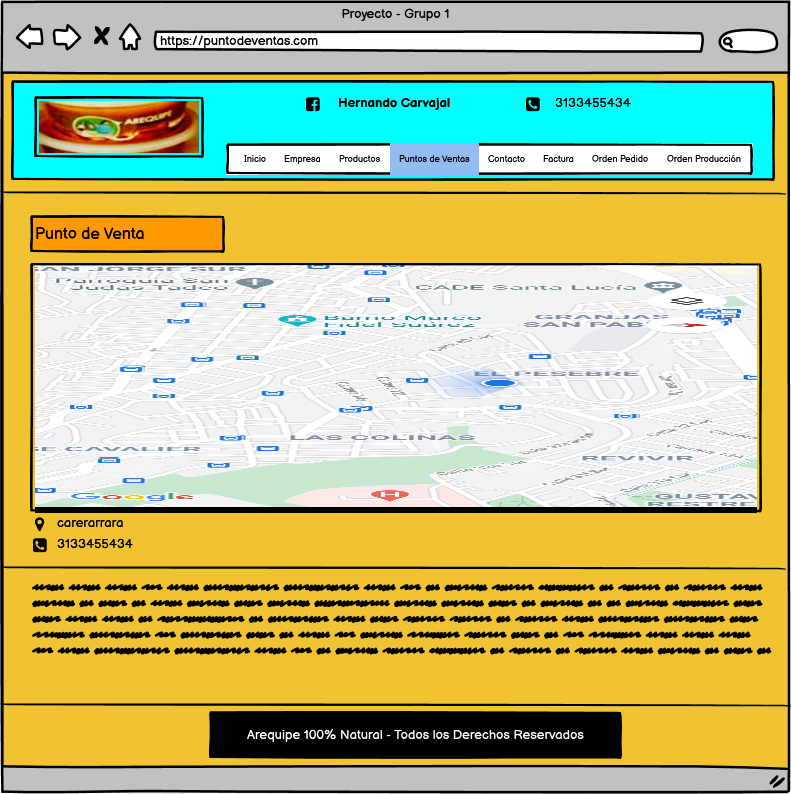 Proyecto - Grupo 1
https://puntodeventas.com
Hernando Carvajal
3133455434
AREQUIPE
Inicio Empresa Productos Puntos de Ventas Contacto Factura Orden Pedido Orden Producción
Punto de Venta
SAN JORGE SUR
Parroquia San
Judas Tadeo
CADE Santa Lucía
Barrio Marco
Fidel Suárez
GRANJAS
SAN PAB
EL PESEBRE
LAS COLINAS
E CAVALIER
REVIVIR
H
Google
GUSTAV
RESTRE
carerarrara
3133455434
Arequipe 100% Natural - Todos los Derechos Reservados